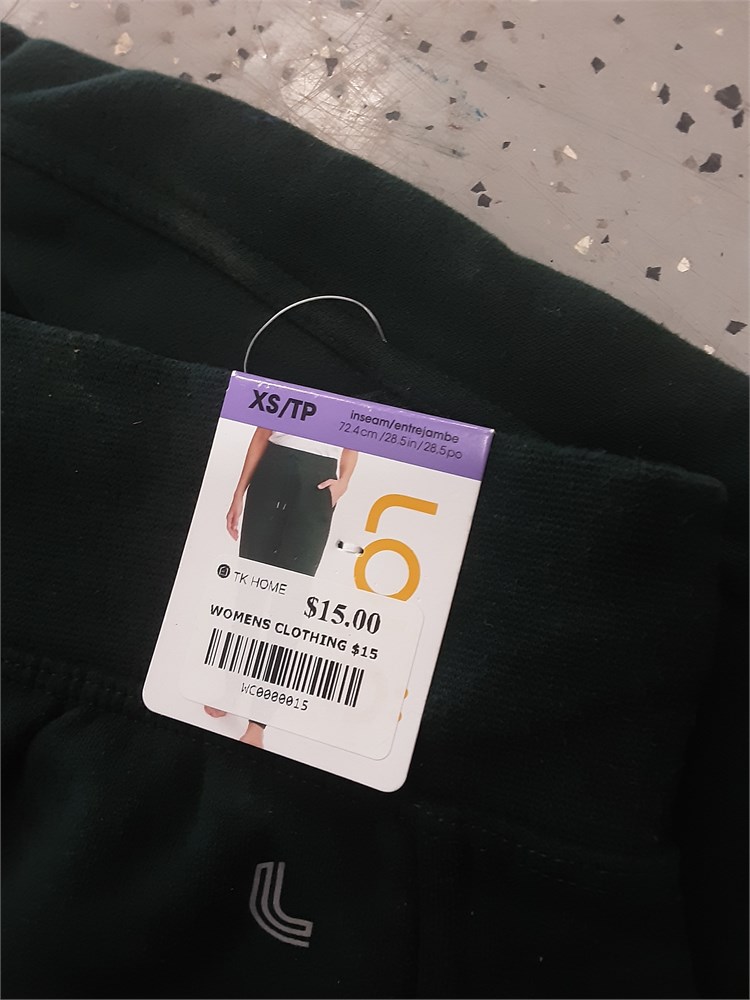 XS/TP
inseam/entrejambe
72.4cm/28.5in/28.5po
TK HOME
$15.00
WOMENS CLOTHING $15
WC0000015
L